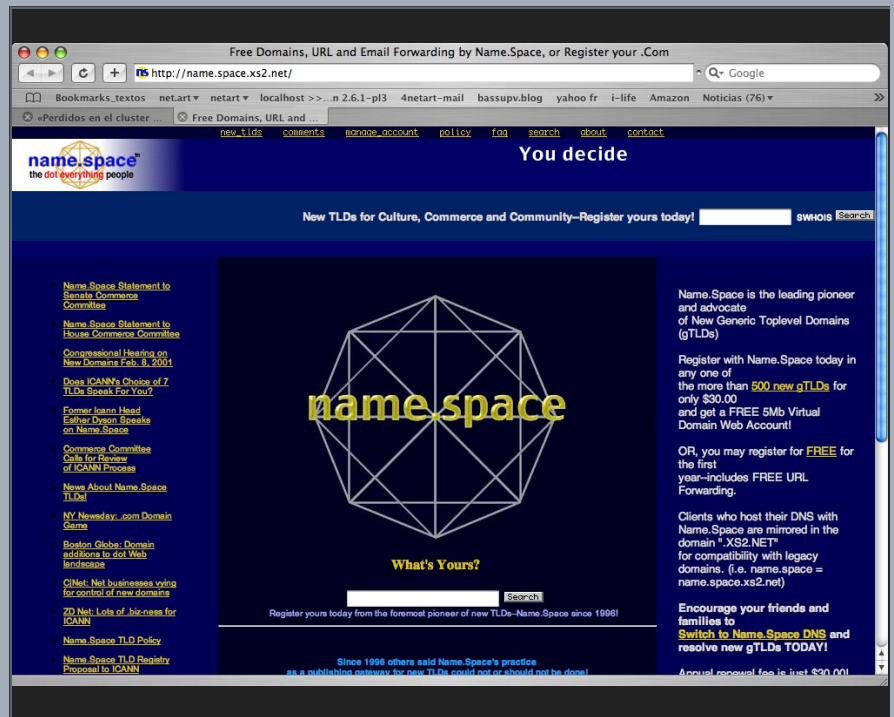 Free Domains, URL and Email Forwarding by Name.Space, or Register your .Com
ns http://name.space.xs2.net/
Google
Bookmarks_textos net.art netart localhost >>...n 2.6.1-pl3 4netart-mail bassupv.blog yahoo fr i-life Amazon Noticias (76) »
«Perdidos en el cluster ... Free Domains, URL and ...
new_tlds comments manage_account policy faq search about contact
name.space™
the dot everything people
You decide
New TLDs for Culture, Commerce and Community–Register yours today! SWHOIS Search
Name.Space Statement to
Senate Commerce
Committee
Name.Space Statement to
House Commerce Committee
Congressional Hearing on
New Domains Feb. 8, 2001
Does ICANN's Choice of 7
TLDs Speak For You?
Former Icann Head
Esther Dyson Speaks
on Name.Space
Commerce Committee
Calls for Review
of ICANN Process
News About Name.Space
TLDs!
NY Newsday: .com Domain
Game
Boston Globe: Domain
additions to dot Web
landscape
C|Net: Net businesses vying
for control of new domains
ZD Net: Lots of .biz-ness for
ICANN
Name.Space TLD Policy
Name.Space TLD Registry
Proposal to ICANN
name.space
What's Yours?
Search
Register yours today from the foremost pioneer of new TLDs–Name.Space since 1996!
Since 1996 others said Name.Space's practice
as a publishing gateway for new TLDs could not or should not be done!
Name.Space is the leading pioneer
and advocate
of New Generic Toplevel Domains
(gTLDs)
Register with Name.Space today in
any one of
the more than 500 new gTLDs for
only $30.00
and get a FREE 5Mb Virtual
Domain Web Account!
OR, you may register for FREE for
the first
year–includes FREE URL
Forwarding.
Clients who host their DNS with
Name.Space are mirrored in the
domain ".XS2.NET"
for compatibility with legacy
domains. (i.e. name.space =
name.space.xs2.net)
Encourage your friends and
families to
Switch to Name.Space DNS and
resolve new gTLDs TODAY!
Annual renewal fee is just $30.00!